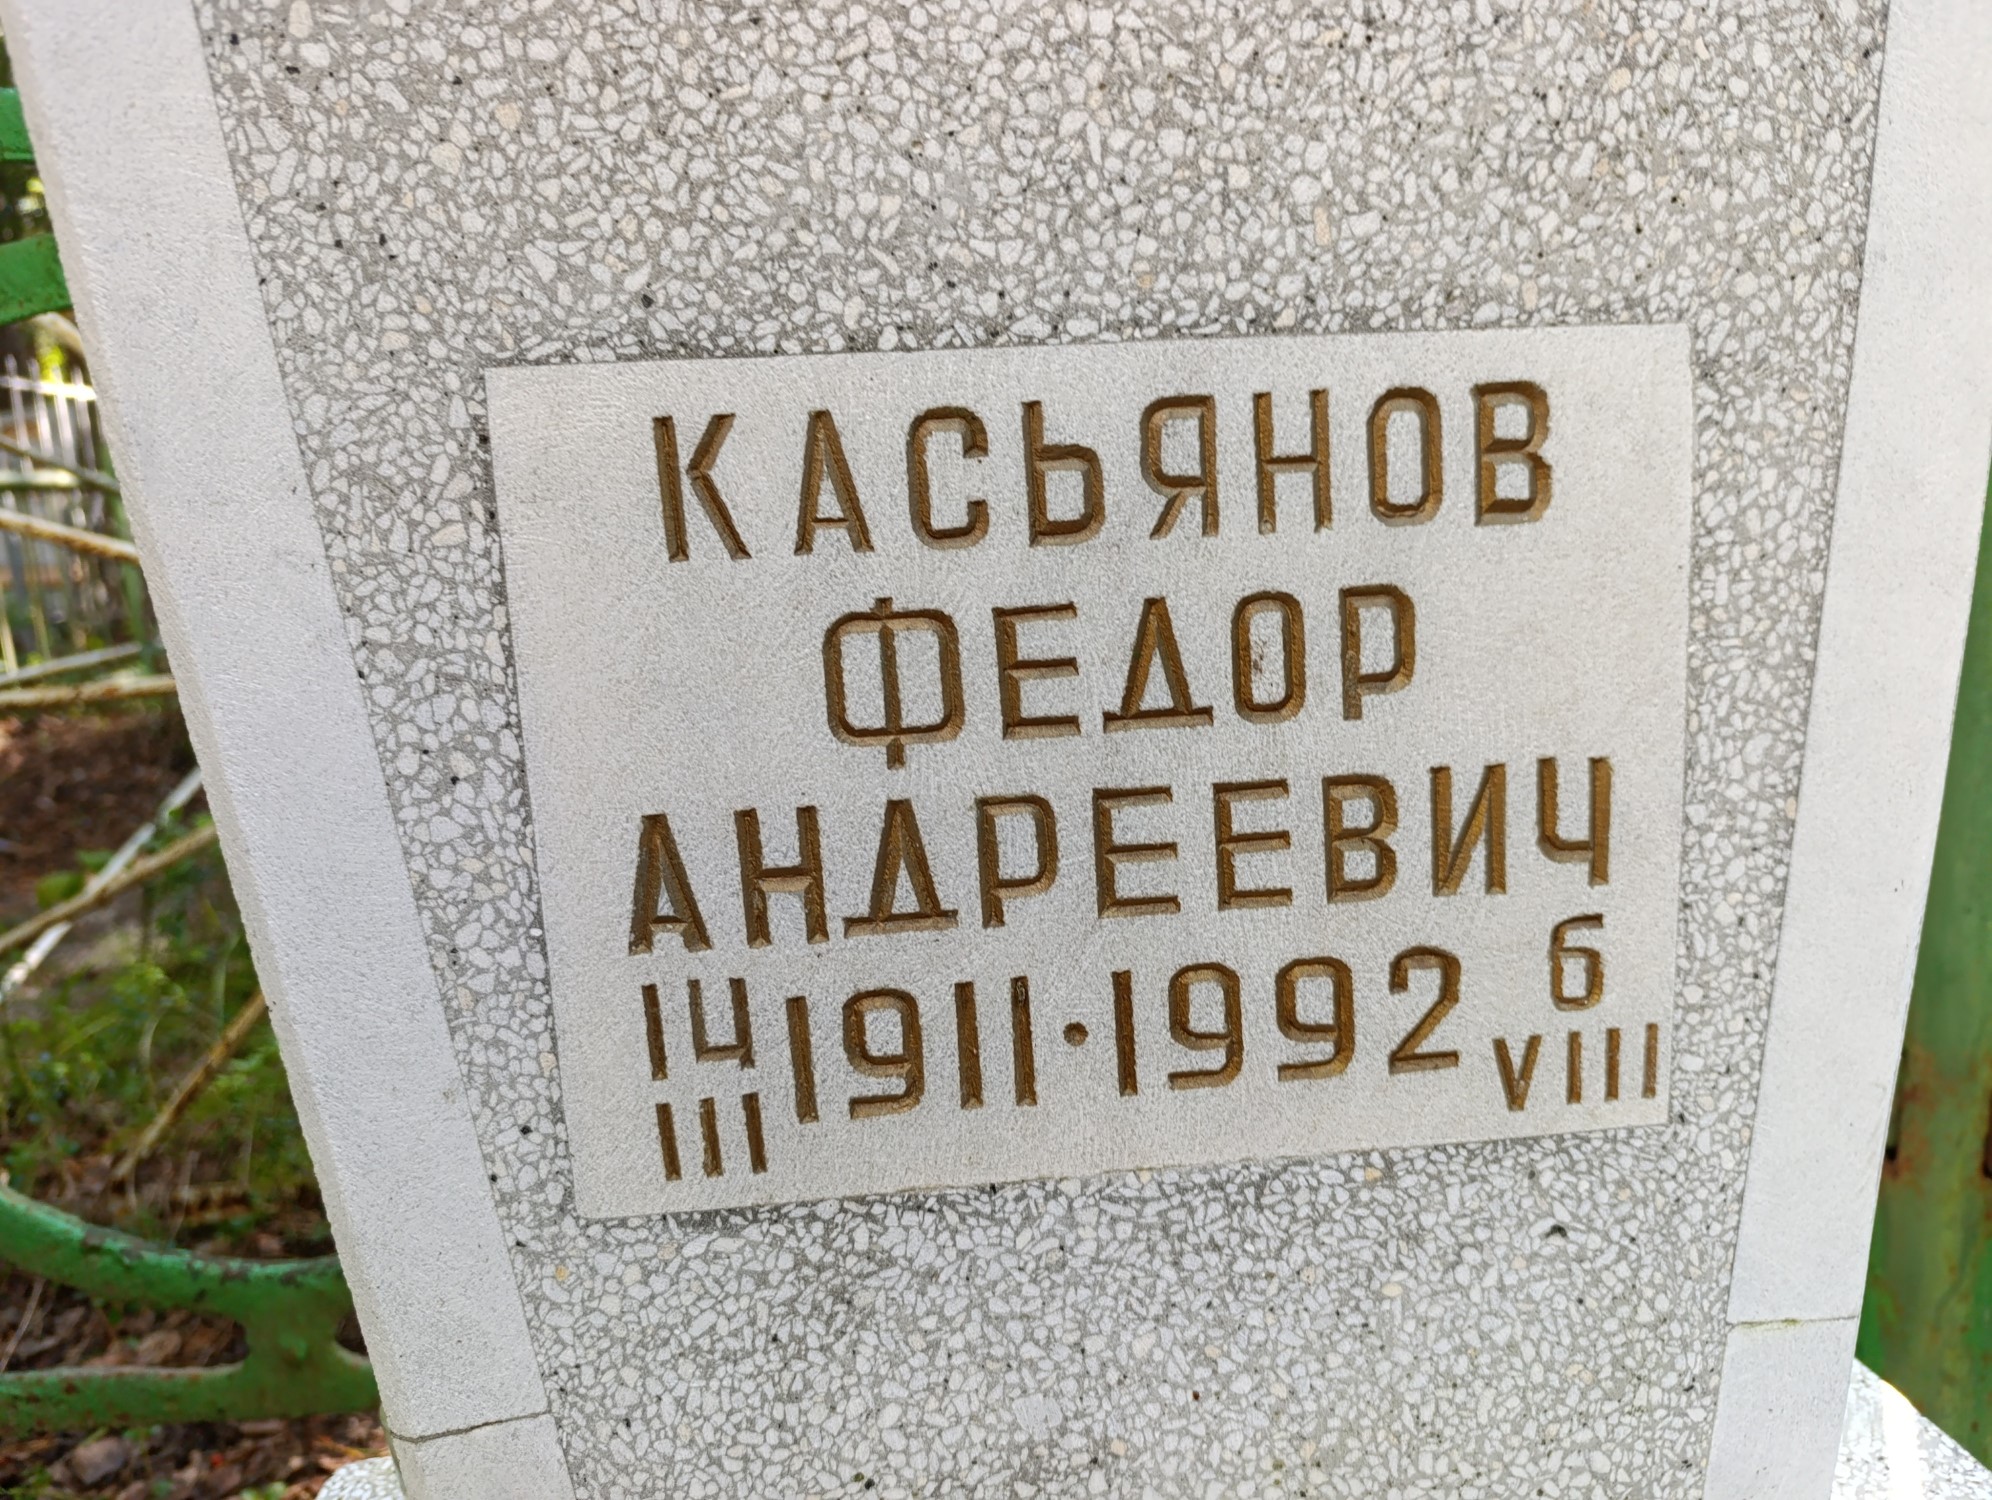 КАСЬЯНОВ
ФЕДОР
АНДРЕЕВИЧ
14 III 1911 · 1992 6 VIII